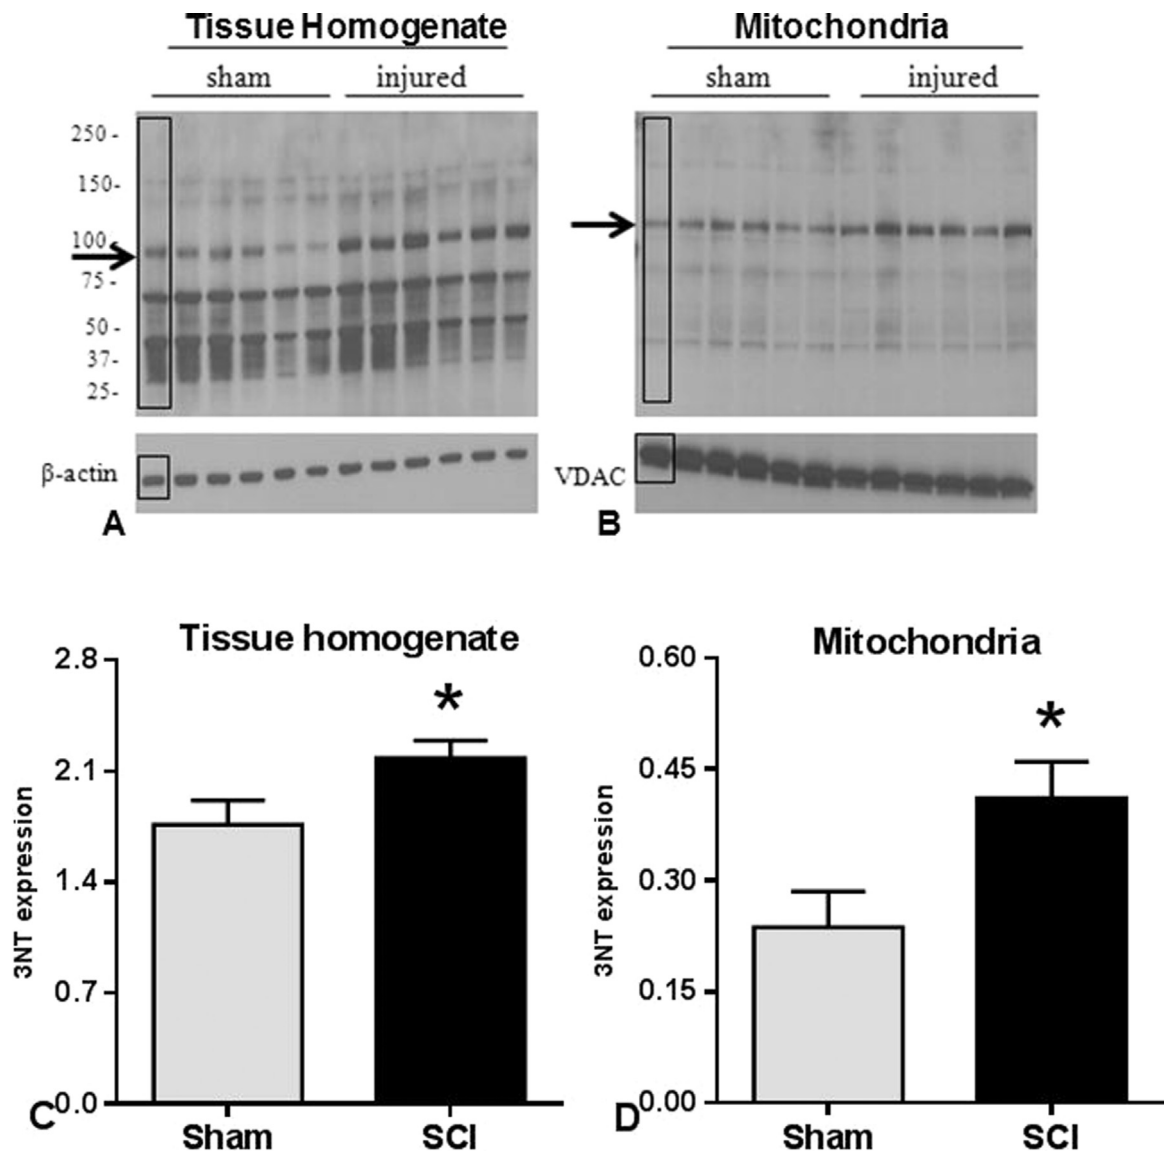 Tissue Homogenate
sham injured
250 -
150-
100-
75 -
50 -
37-
25-
β-actin
A
Mitochondria
sham injured
VDAC
B
Tissue homogenate
2.8
2.1
1.4
0.7
0.0
3NT expression
*
Sham SCI
C
Mitochondria
0.60
0.45
0.30
0.15
0.00
3NT expression
*
Sham SCI
D